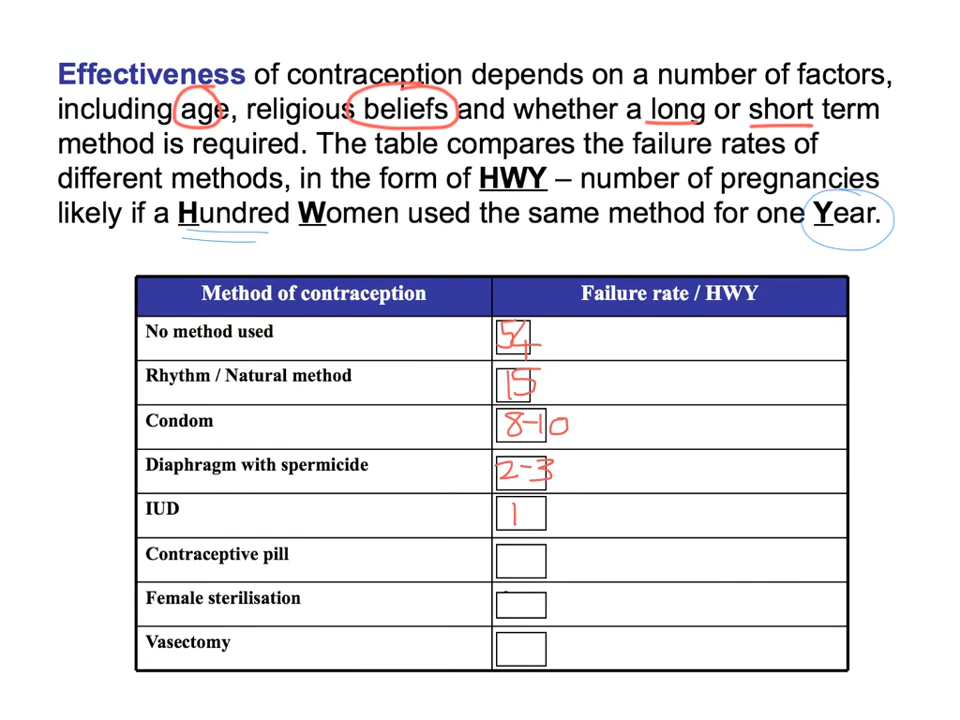 Effectiveness of contraception depends on a number of factors,
including age, religious beliefs and whether a long or short term
method is required. The table compares the failure rates of
different methods, in the form of HWY – number of pregnancies
likely if a Hundred Women used the same method for one Year.
Method of contraception Failure rate / HWY
No method used 54
Rhythm / Natural method 15
Condom 8-10
Diaphragm with spermicide 2-3
IUD 1
Contraceptive pill
Female sterilisation
Vasectomy